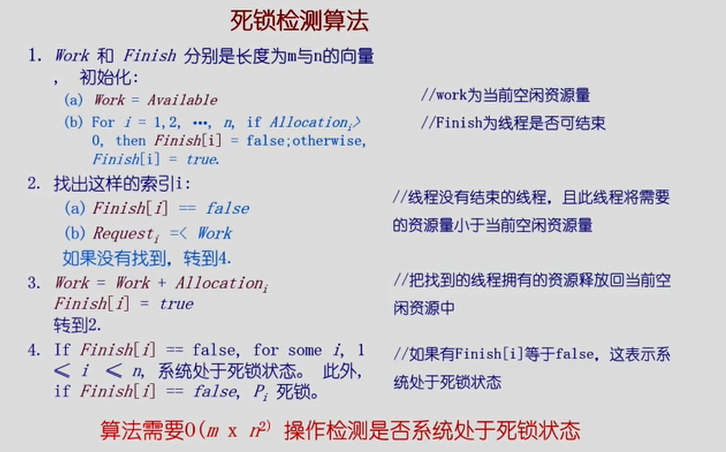 死锁检测算法
1. Work 和 Finish 分别是长度为m与n的向量
, 初始化:
(a) Work = Available
//work为当前空闲资源量
(b) For i = 1,2, …, n, if Allocationᵢ>
//Finish为线程是否可结束
0, then Finish[i] = false;otherwise,
Finish[i] = true.
2. 找出这样的索引i:
//线程没有结束的线程，且此线程将需要
(a) Finish[i] == false
的资源量小于当前空闲资源量
(b) Requestᵢ =< Work
如果没有找到，转到4.
3. Work = Work + Allocationᵢ
//把找到的线程拥有的资源释放回当前空
Finish[i] = true
闲资源中
转到2.
4. If Finish[i] == false, for some i, 1
//如果有Finish[i]等于false，这表示系
≤ i ≤ n, 系统处于死锁状态。 此外,
统处于死锁状态
if Finish[i] == false, Pᵢ 死锁。
算法需要O(m x n²⁾ 操作检测是否系统处于死锁状态